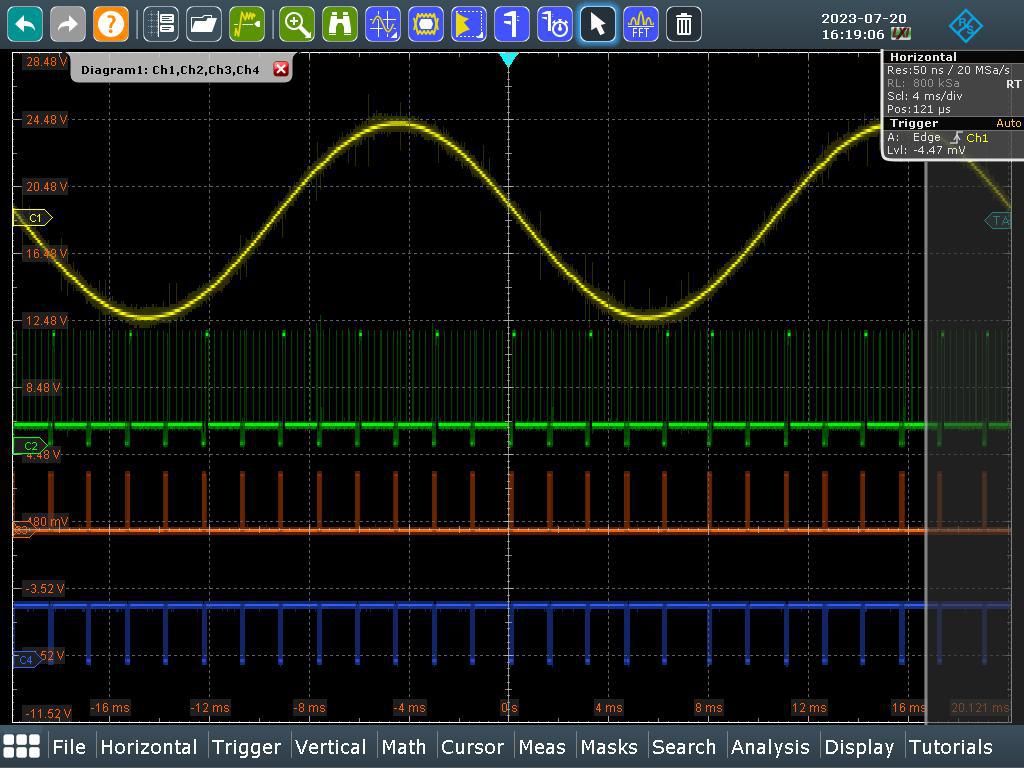 2023-07-20
16:19:06
R S
FFT
Diagram1: Ch1,Ch2,Ch3,Ch4
Horizontal
Res:50 ns / 20 MSa/s
RL: 800 kSa RT
Scl: 4 ms/div
Pos:121 µs
Trigger Auto
A: Edge Ch1
Lvl: -4.47 mV
28.48 V
24.48 V
20.48 V
C1
TA
16.48 V
12.48 V
8.48 V
C2
4.48 V
480 mV
-3.52 V
C4
52 V
-11.52 V
-16 ms -12 ms -8 ms -4 ms 0 s 4 ms 8 ms 12 ms 16 ms 20.121 ms
File Horizontal Trigger Vertical Math Cursor Meas Masks Search Analysis Display Tutorials